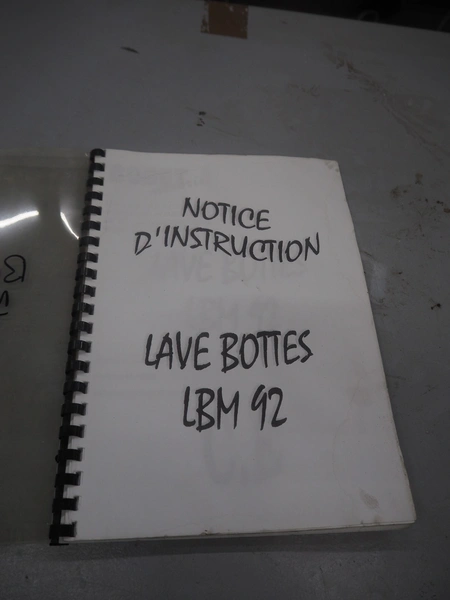 NOTICE
D'INSTRUCTION
LAVE BOTTES
LBM 92